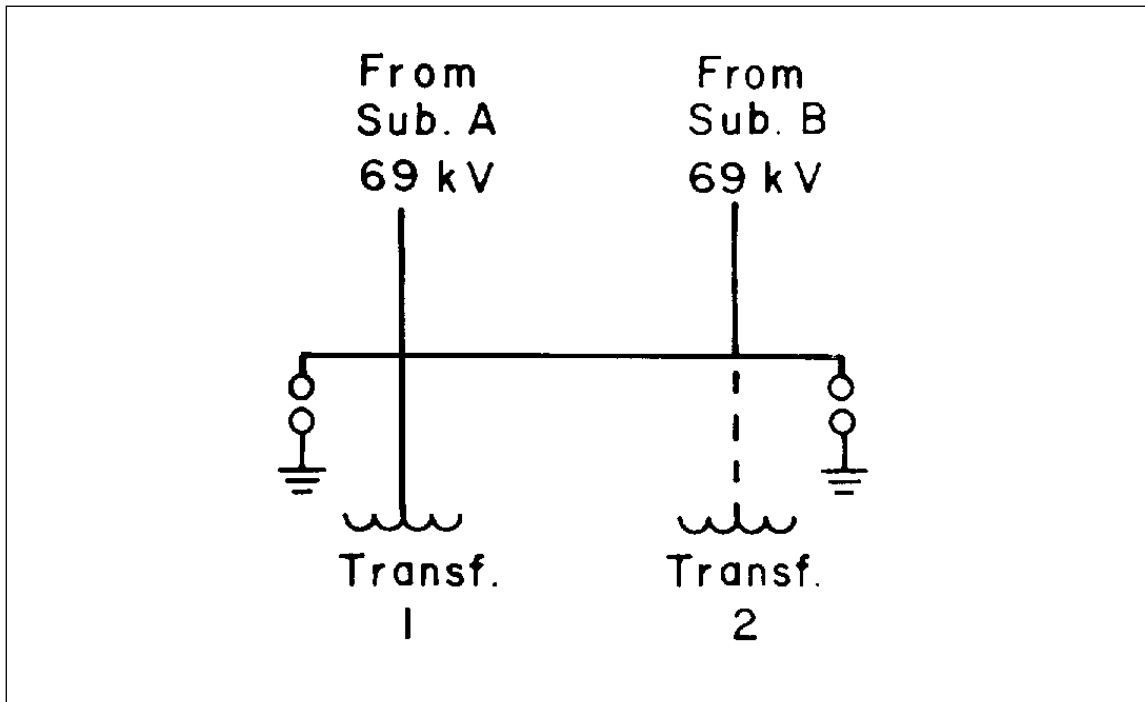 From
Sub. A
69 kV
From
Sub. B
69 kV
Transf.
1
Transf.
2